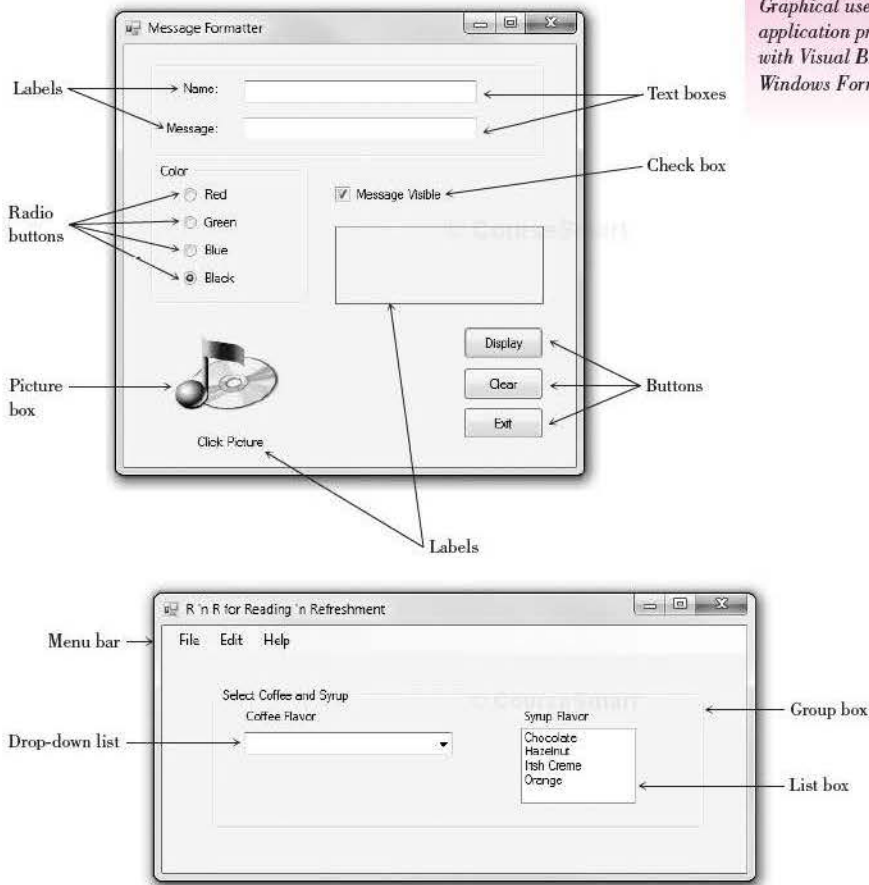 Graphical use
application pr
with Visual B
Windows For
Message Formatter
Labels
Name:
Text boxes
Message:
Check box
Color
Red
Message Visible
Radio
buttons
Green
© CourseSmart
Blue
Black
Display
Picture
box
Clear
Buttons
Exit
Click Picture
Labels
R 'n R for Reading 'n Refreshment
Menu bar
File Edit Help
Select Coffee and Syrup
© CourseSmart
Group box
Coffee Flavor
Syrup Flavor
Drop-down list
Chocolate
Hazelnut
Irish Creme
Orange
List box